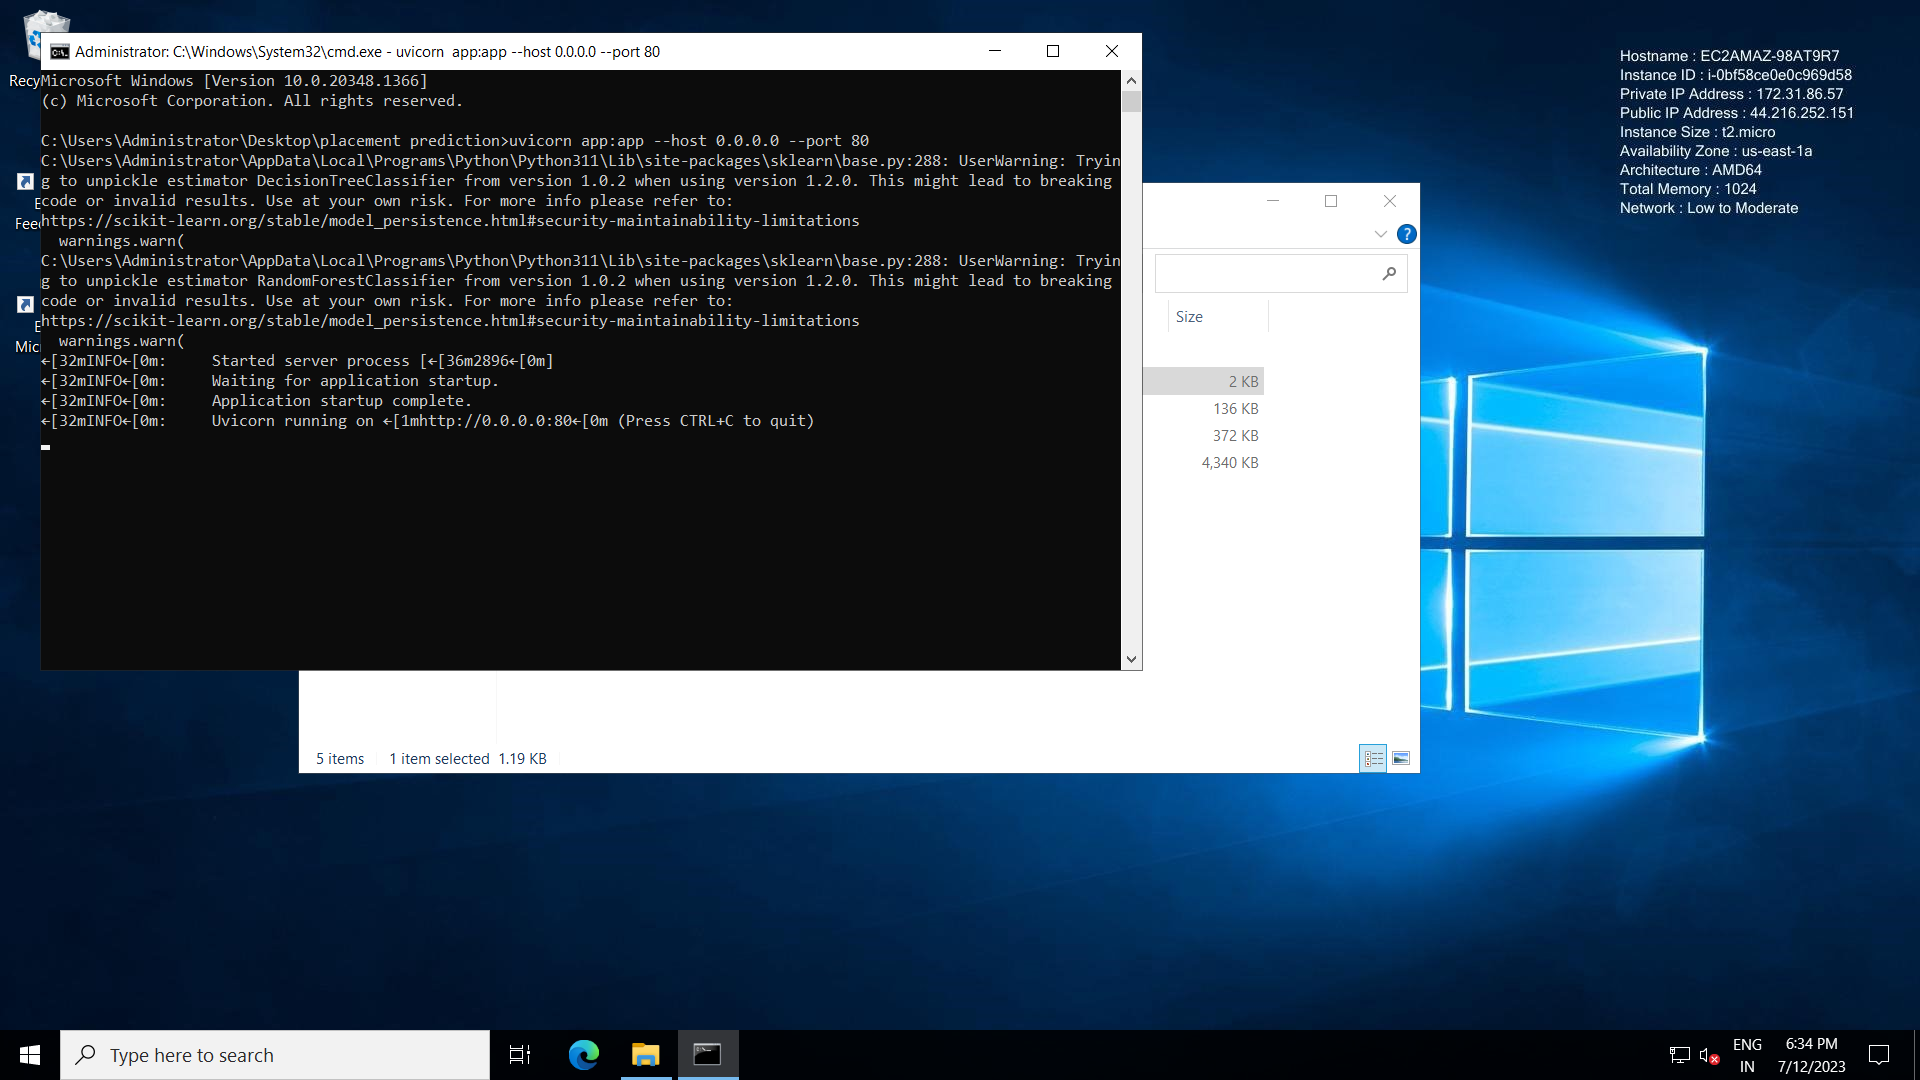 Administrator: C:\Windows\System32\cmd.exe - uvicorn  app:app --host 0.0.0.0 --port 80
Microsoft Windows [Version 10.0.20348.1366]
(c) Microsoft Corporation. All rights reserved.
C:\Users\Administrator\Desktop\placement prediction>uvicorn app:app --host 0.0.0.0 --port 80
C:\Users\Administrator\AppData\Local\Programs\Python\Python311\Lib\site-packages\sklearn\base.py:288: UserWarning: Tryin
g to unpickle estimator DecisionTreeClassifier from version 1.0.2 when using version 1.2.0. This might lead to breaking
code or invalid results. Use at your own risk. For more info please refer to:
https://scikit-learn.org/stable/model_persistence.html#security-maintainability-limitations
  warnings.warn(
C:\Users\Administrator\AppData\Local\Programs\Python\Python311\Lib\site-packages\sklearn\base.py:288: UserWarning: Tryin
g to unpickle estimator RandomForestClassifier from version 1.0.2 when using version 1.2.0. This might lead to breaking
code or invalid results. Use at your own risk. For more info please refer to:
https://scikit-learn.org/stable/model_persistence.html#security-maintainability-limitations
  warnings.warn(
←[32mINFO←[0m:     Started server process [←[36m2896←[0m]
←[32mINFO←[0m:     Waiting for application startup.
←[32mINFO←[0m:     Application startup complete.
←[32mINFO←[0m:     Uvicorn running on ←[1mhttp://0.0.0.0:80←[0m (Press CTRL+C to quit)
Recy
E
Feed
E
Micr
Size
2 KB
136 KB
372 KB
4,340 KB
5 items
1 item selected  1.19 KB
Hostname : EC2AMAZ-98AT9R7
Instance ID : i-0bf58ce0e0c969d58
Private IP Address : 172.31.86.57
Public IP Address : 44.216.252.151
Instance Size : t2.micro
Availability Zone : us-east-1a
Architecture : AMD64
Total Memory : 1024
Network : Low to Moderate
Type here to search
ENG
IN
6:34 PM
7/12/2023